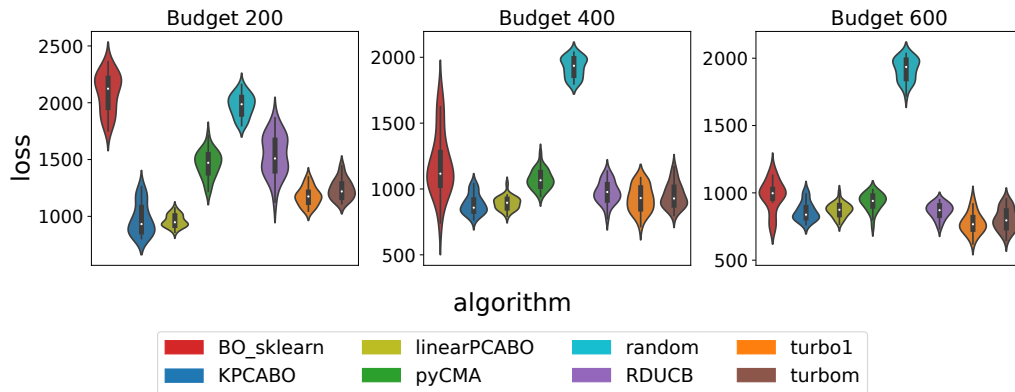 Budget 200
Budget 400
Budget 600
loss
2500
2000
1500
1000
2000
1500
1000
500
2000
1500
1000
500
algorithm
BO_sklearn linearPCABO random turbo1
KPCABO pyCMA RDUCB turbom